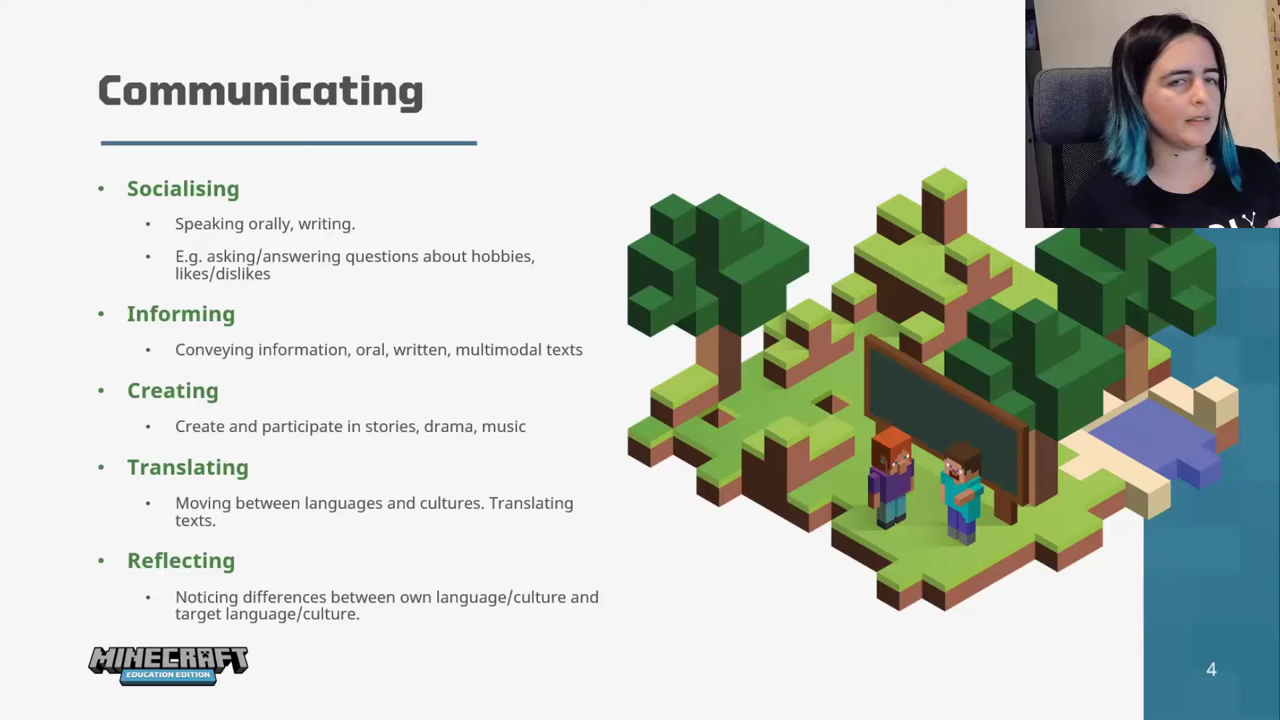 Communicating
• Socialising
• Speaking orally, writing.
• E.g. asking/answering questions about hobbies,
likes/dislikes
• Informing
• Conveying information, oral, written, multimodal texts
• Creating
• Create and participate in stories, drama, music
• Translating
• Moving between languages and cultures. Translating
texts.
• Reflecting
• Noticing differences between own language/culture and
target language/culture.
MINECRAFT
EDUCATION EDITION
4